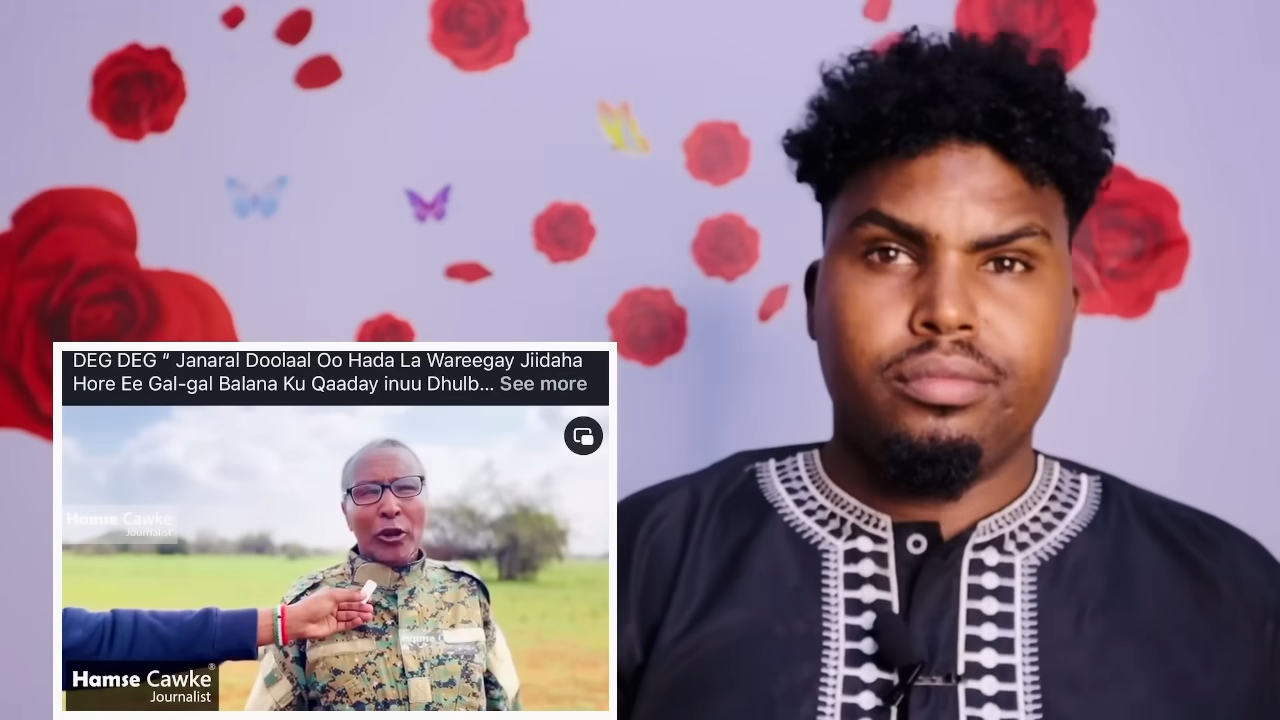 DEG DEG “ Janaral Doolaal Oo Hada La Wareegay Jiidaha
Hore Ee Gal-gal Balana Ku Qaaday inuu Dhulb... See more
Hamse Cawke
Journalist
Hamse Cawke®
Journalist